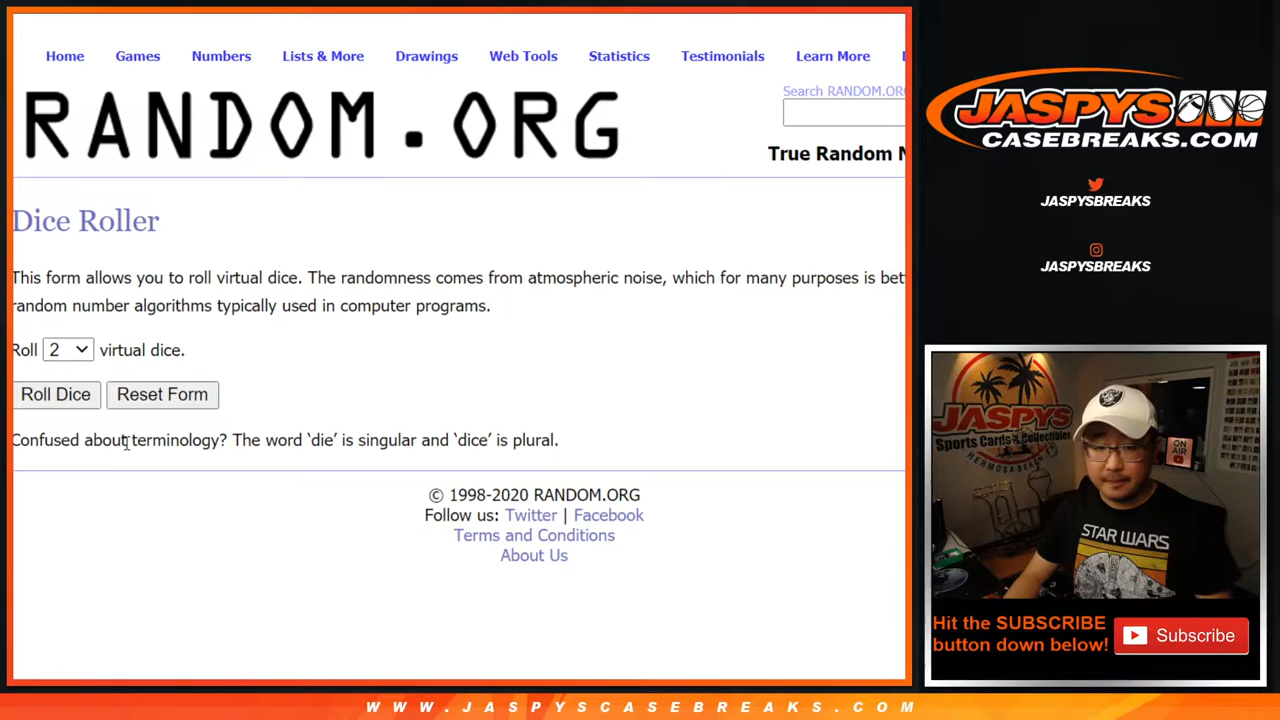 Home Games Numbers Lists & More Drawings Web Tools Statistics Testimonials Learn More
RANDOM.ORG
Search RANDOM.ORG
True Random N
Dice Roller
This form allows you to roll virtual dice. The randomness comes from atmospheric noise, which for many purposes is bet
random number algorithms typically used in computer programs.
Roll 2 virtual dice.
Roll Dice Reset Form
Confused about terminology? The word ‘die’ is singular and ‘dice’ is plural.
© 1998-2020 RANDOM.ORG
Follow us: Twitter | Facebook
Terms and Conditions
About Us
JASPYS
CASEBREAKS.COM
JASPYSBREAKS
JASPYSBREAKS
JASPYS
Sports Cards & Collectibles
HERMOSA BEACH
ON AIR
STAR WARS
Hit the SUBSCRIBE
button down below!
Subscribe
WWW.JASPYSCASEBREAKS.COM